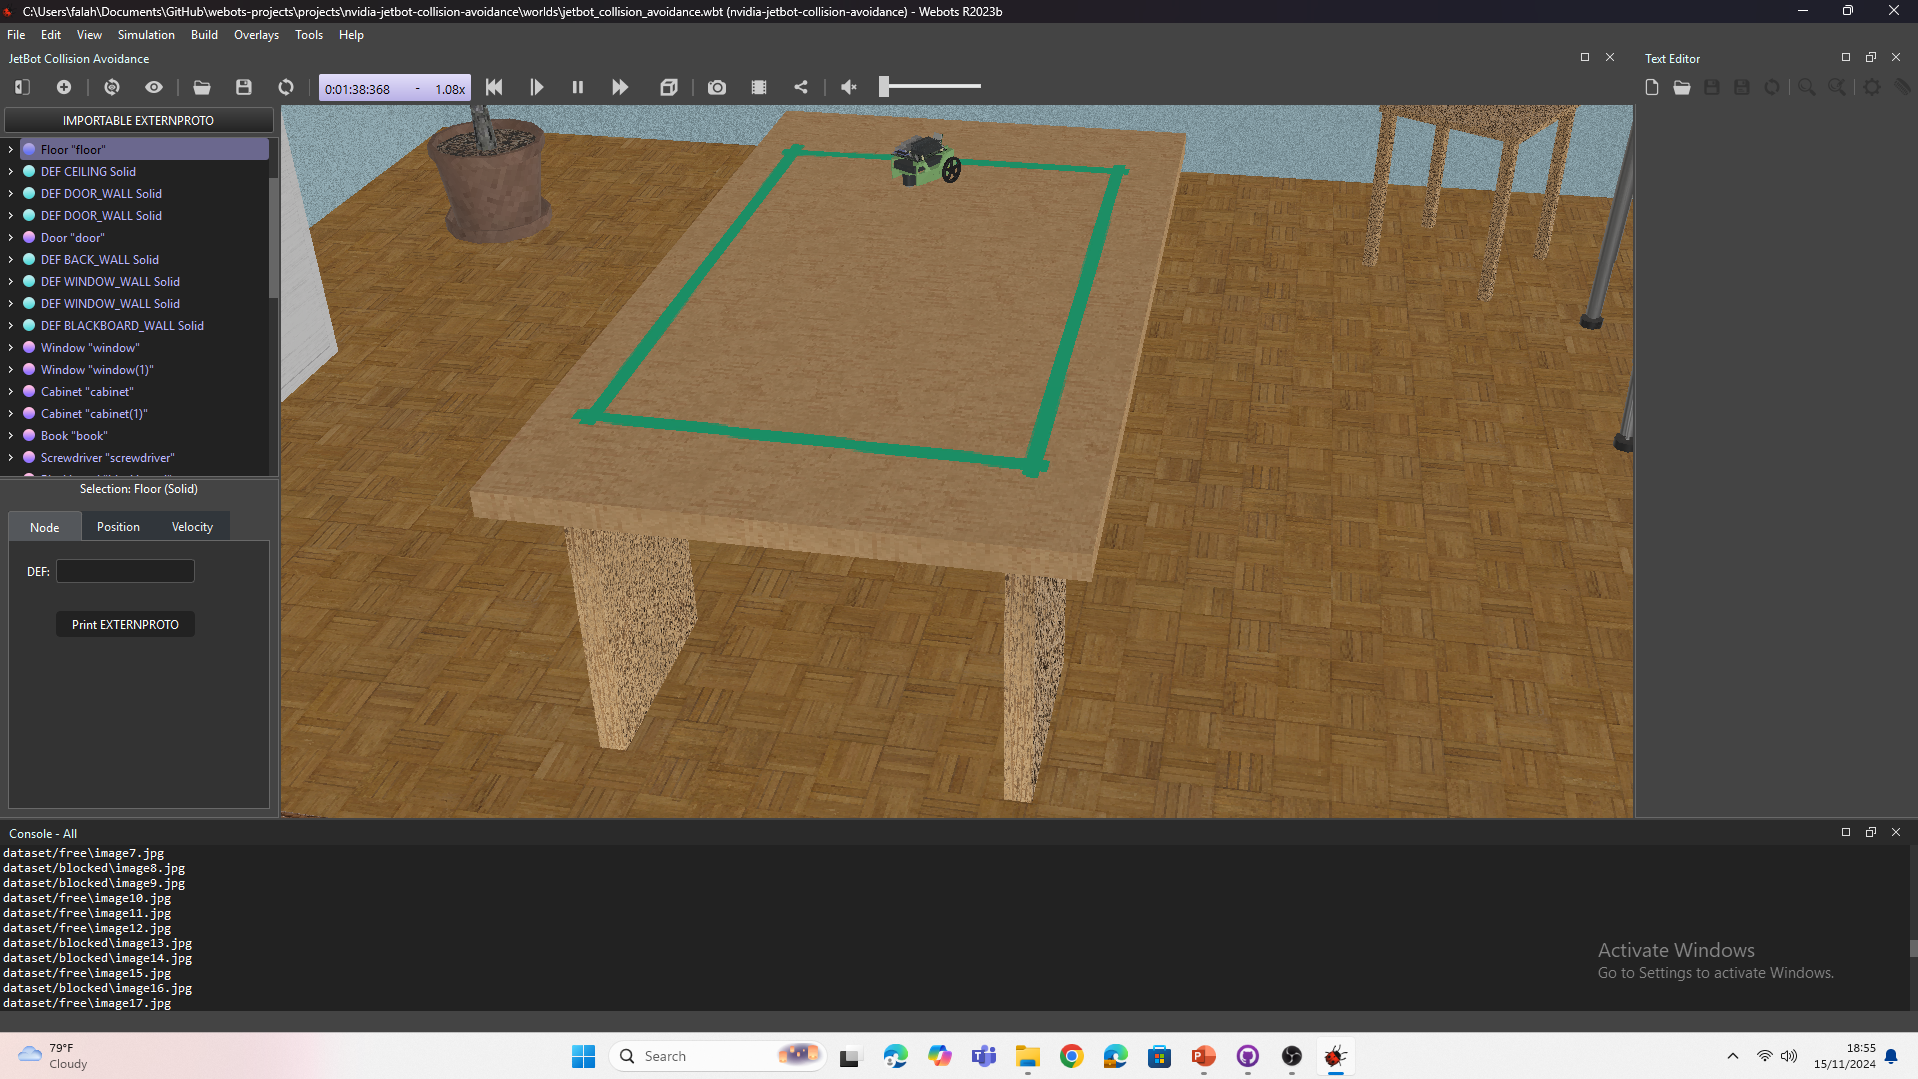 C:\Users\falah\Documents\GitHub\webots-projects\projects\nvidia-jetbot-collision-avoidance\worlds\jetbot_collision_avoidance.wbt (nvidia-jetbot-collision-avoidance) - Webots R2023b
File Edit View Simulation Build Overlays Tools Help
JetBot Collision Avoidance
Text Editor
0:01:38:368 - 1.08x
IMPORTABLE EXTERNPROTO
Floor "floor"
DEF CEILING Solid
DEF DOOR_WALL Solid
DEF DOOR_WALL Solid
Door "door"
DEF BACK_WALL Solid
DEF WINDOW_WALL Solid
DEF WINDOW_WALL Solid
DEF BLACKBOARD_WALL Solid
Window "window"
Window "window(1)"
Cabinet "cabinet"
Cabinet "cabinet(1)"
Book "book"
Screwdriver "screwdriver"
Selection: Floor (Solid)
Node Position Velocity
DEF:
Print EXTERNPROTO
Console - All
dataset/free\image7.jpg
dataset/blocked\image8.jpg
dataset/blocked\image9.jpg
dataset/free\image10.jpg
dataset/free\image11.jpg
dataset/free\image12.jpg
dataset/blocked\image13.jpg
dataset/blocked\image14.jpg
dataset/free\image15.jpg
dataset/blocked\image16.jpg
dataset/free\image17.jpg
Activate Windows
Go to Settings to activate Windows.
79°F
Cloudy
Search
18:55
15/11/2024